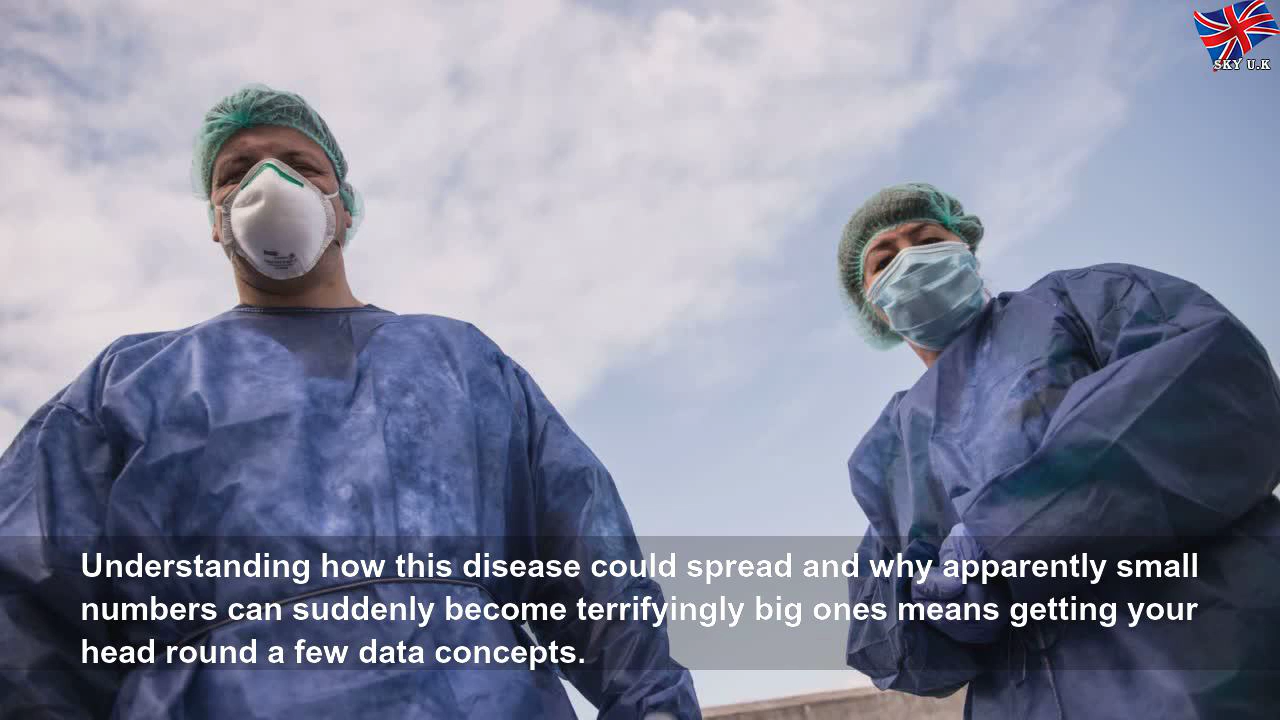 SKY U.K
Understanding how this disease could spread and why apparently small
numbers can suddenly become terrifyingly big ones means getting your
head round a few data concepts.